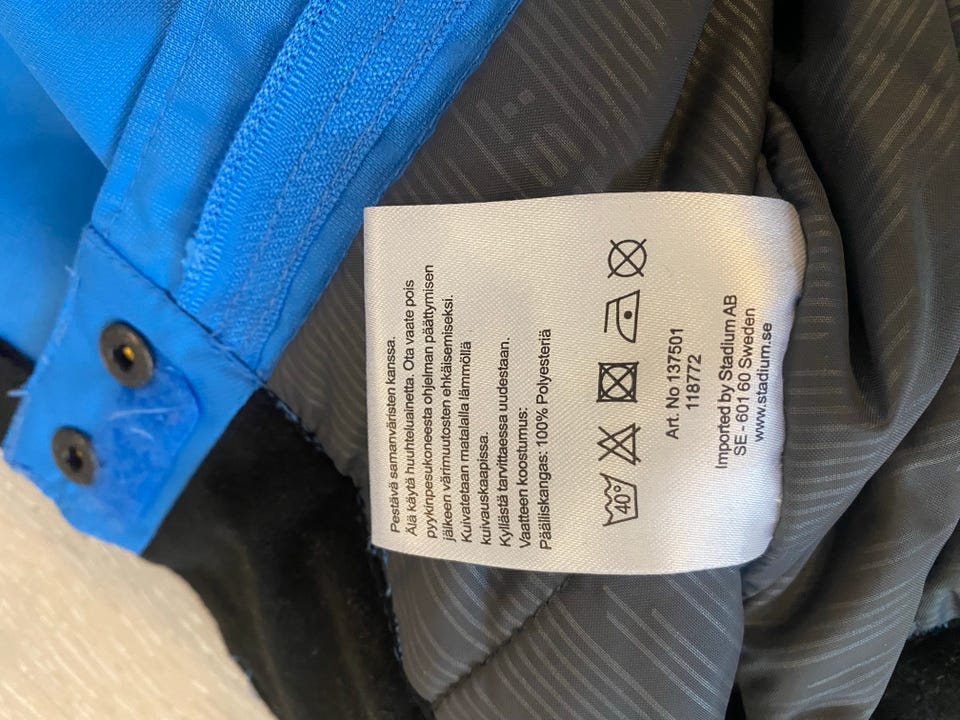 Pestävä samanväristen kanssa.
Älä käytä huuhteluainetta. Ota vaate pois
pyykinpesukoneesta ohjelman päättymisen
jälkeen värimuutosten ehkäisemiseksi.
Kuivatetaan matalalla lämmöllä
kuivauskaapissa.
Kyllästä tarvittaessa uudestaan.
Vaatteen koostumus:
Päälliskangas: 100% Polyesteriä
40°
Art. No 137501
118772
Imported by Stadium AB
SE - 601 60 Sweden
www.stadium.se